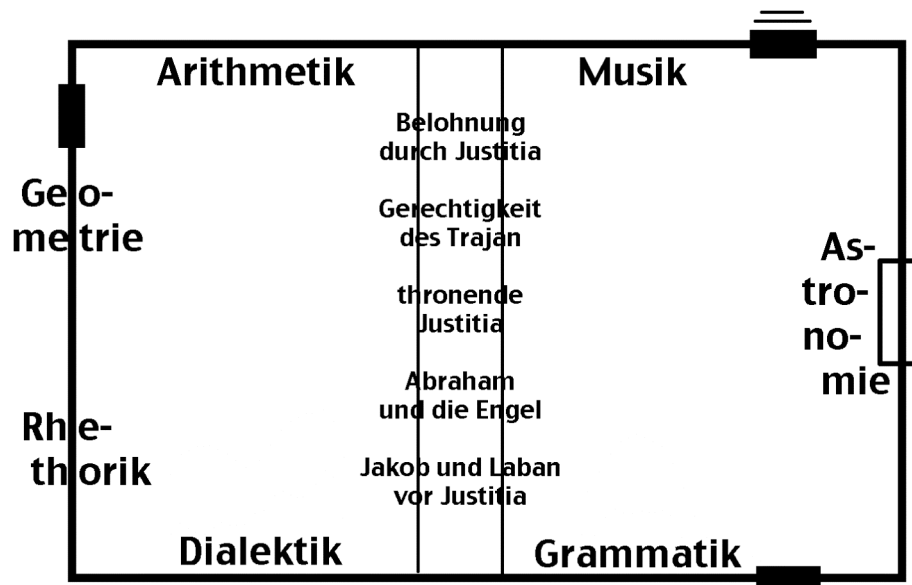 Arithmetik
Musik
Belohnung
durch Justitia
Geo-
metrie
Gerechtigkeit
des Trajan
As-
tro-
no-
mie
thronende
Justitia
Abraham
und die Engel
Rhe-
thorik
Jakob und Laban
vor Justitia
Dialektik
Grammatik